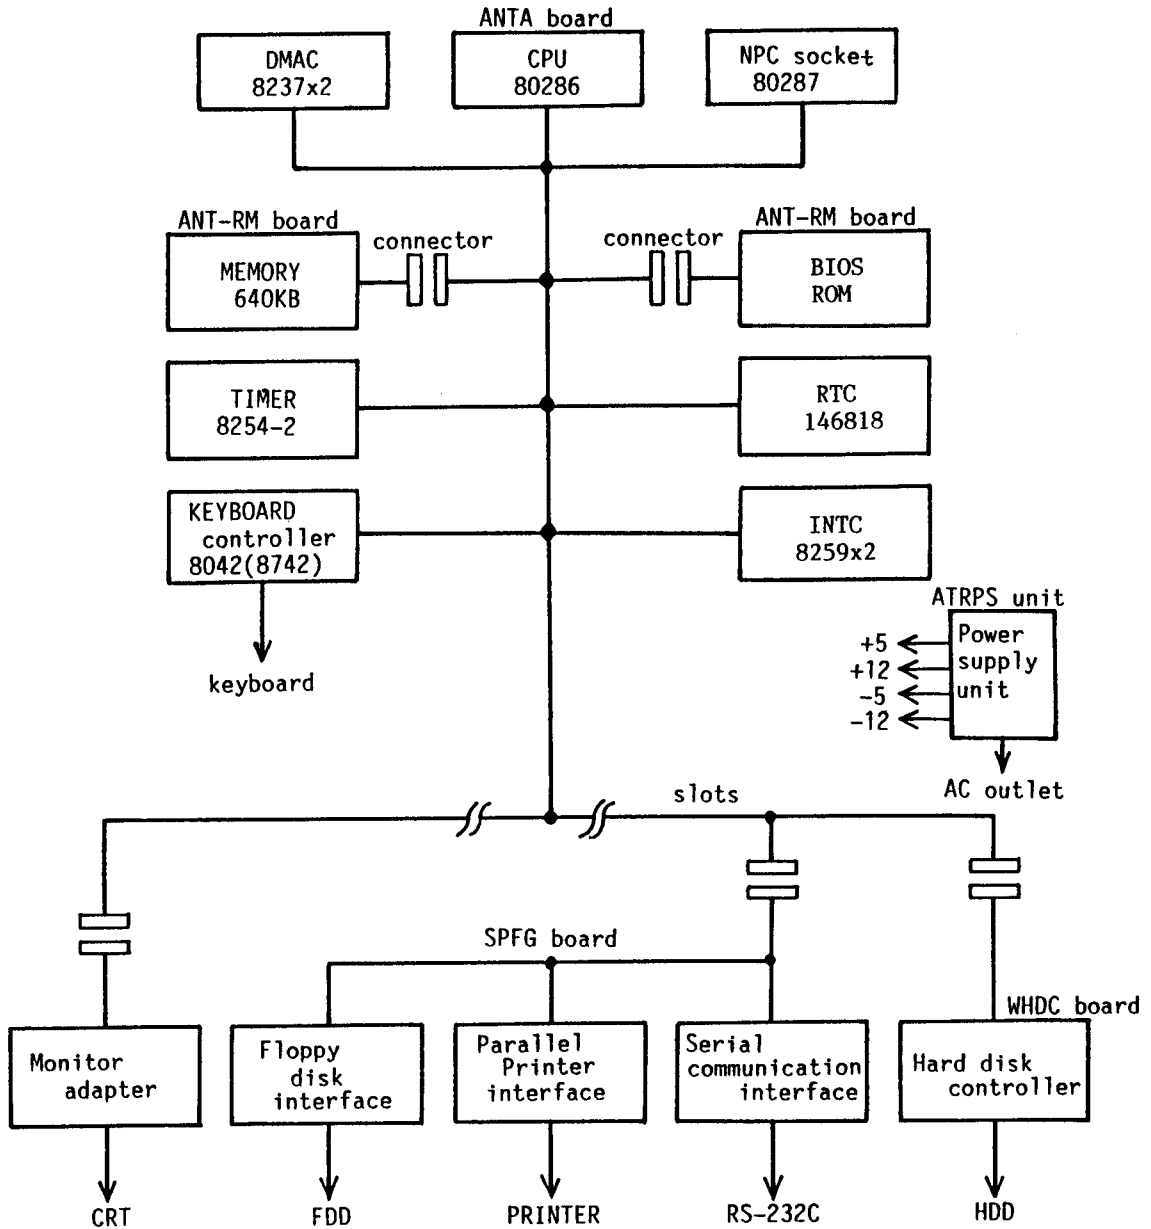 ANTA board
DMAC
8237x2
CPU
80286
NPC socket
80287
ANT-RM board
MEMORY
640KB
connector
connector
ANT-RM board
BIOS
ROM
TIMER
8254-2
RTC
146818
KEYBOARD
controller
8042(8742)
INTC
8259x2
keyboard
ATRPS unit
Power
supply
unit
+5
+12
-5
-12
AC outlet
slots
SPFG board
WHDC board
Monitor
adapter
Floppy
disk
interface
Parallel
Printer
interface
Serial
communication
interface
Hard disk
controller
CRT
FDD
PRINTER
RS-232C
HDD